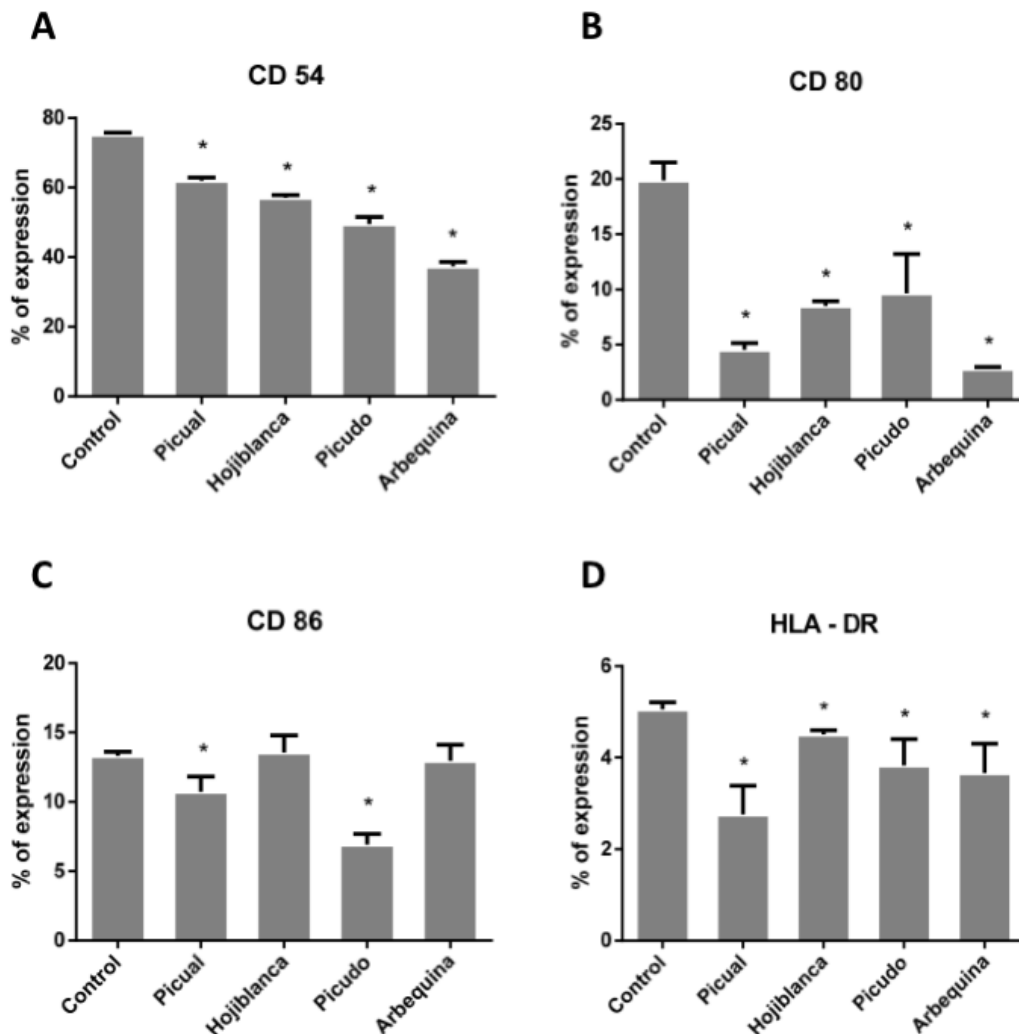 A
CD 54
% of expression
80
60
40
20
0
*
*
*
*
Control
Picual
Hojiblanca
Picudo
Arbequina
B
CD 80
% of expression
25
20
15
10
5
0
*
*
*
*
Control
Picual
Hojiblanca
Picudo
Arbequina
C
CD 86
% of expression
20
15
10
5
0
*
*
Control
Picual
Hojiblanca
Picudo
Arbequina
D
HLA - DR
% of expression
6
4
2
0
*
*
*
*
Control
Picual
Hojiblanca
Picudo
Arbequina